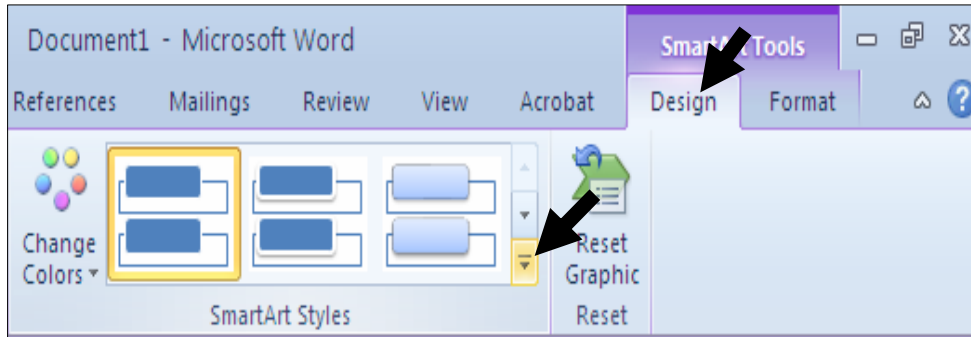 Document1 - Microsoft Word
SmartArt Tools
References Mailings Review View Acrobat Design Format
Change
Colors
Reset
Graphic
SmartArt Styles
Reset